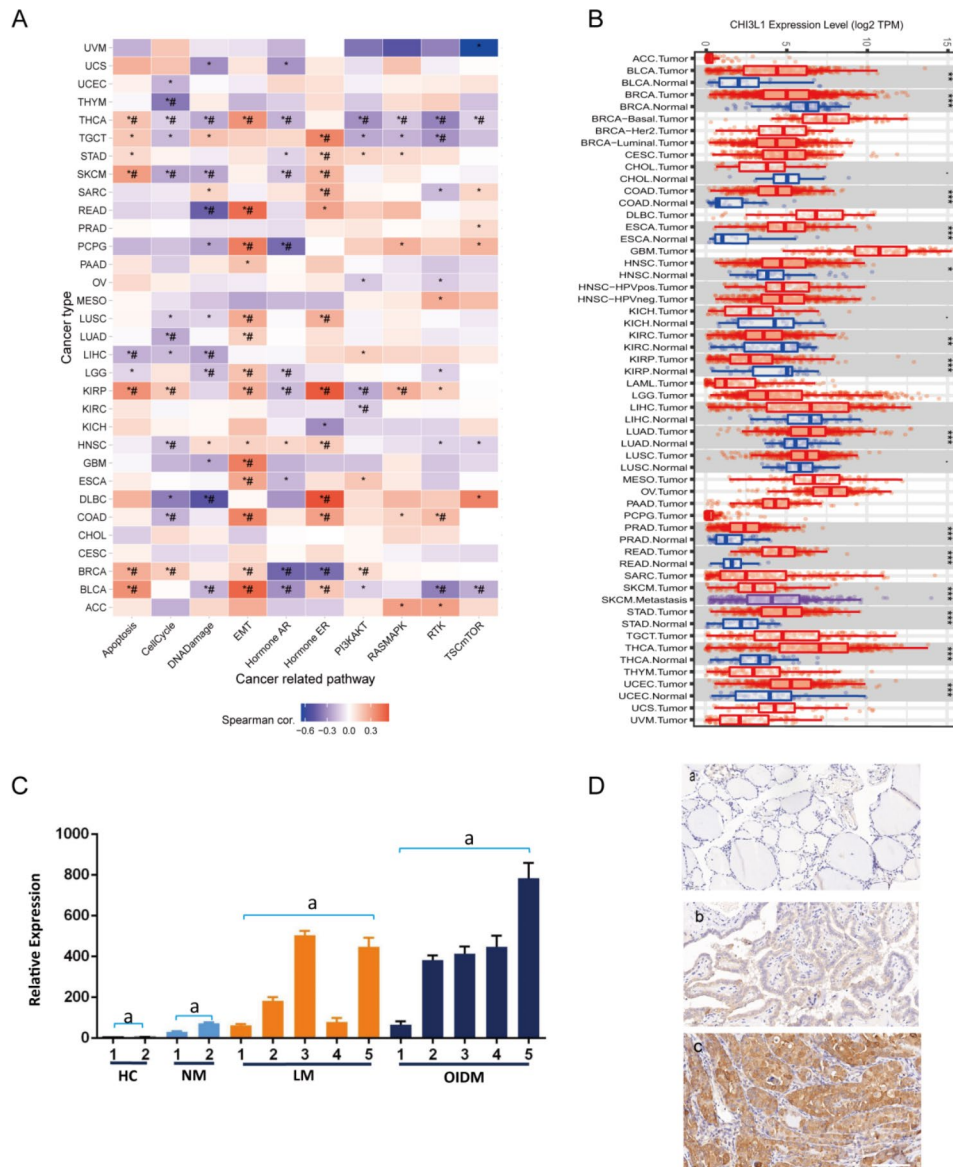 A
UVM
UCS
UCEC
THYM
THCA
TGCT
STAD
SKCM
SARC
READ
PRAD
PCPG
PAAD
OV
MESO
LUSC
LUAD
LIHC
LGG
KIRP
KIRC
KICH
HNSC
GBM
ESCA
DLBC
COAD
CHOL
CESC
BRCA
BLCA
ACC
Cancer type
Apoptosis
CellCycle
DNADamage
EMT
Hormone AR
Hormone ER
PI3KAKT
RASMAPK
RTK
TSCmTOR
Cancer related pathway
Spearman cor.
−0.6 −0.3 0.0 0.3
B
CHI3L1 Expression Level (log2 TPM)
0 5 10 15
ACC.Tumor
BLCA.Tumor
BLCA.Normal
BRCA.Tumor
BRCA.Normal
BRCA−Basal.Tumor
BRCA−Her2.Tumor
BRCA−Luminal.Tumor
CESC.Tumor
CHOL.Tumor
CHOL.Normal
COAD.Tumor
COAD.Normal
DLBC.Tumor
ESCA.Tumor
ESCA.Normal
GBM.Tumor
HNSC.Tumor
HNSC.Normal
HNSC−HPVpos.Tumor
HNSC−HPVneg.Tumor
KICH.Tumor
KICH.Normal
KIRC.Tumor
KIRC.Normal
KIRP.Tumor
KIRP.Normal
LAML.Tumor
LGG.Tumor
LIHC.Tumor
LIHC.Normal
LUAD.Tumor
LUAD.Normal
LUSC.Tumor
LUSC.Normal
MESO.Tumor
OV.Tumor
PAAD.Tumor
PCPG.Tumor
PRAD.Tumor
PRAD.Normal
READ.Tumor
READ.Normal
SARC.Tumor
SKCM.Tumor
SKCM.Metastasis
STAD.Tumor
STAD.Normal
TGCT.Tumor
THCA.Tumor
THCA.Normal
THYM.Tumor
UCEC.Tumor
UCEC.Normal
UCS.Tumor
UVM.Tumor
C
Relative Expression
1000
800
600
400
200
0
a a a a
1 2 1 2 1 2 3 4 5 1 2 3 4 5
HC NM LM OIDM
D
a
b
c